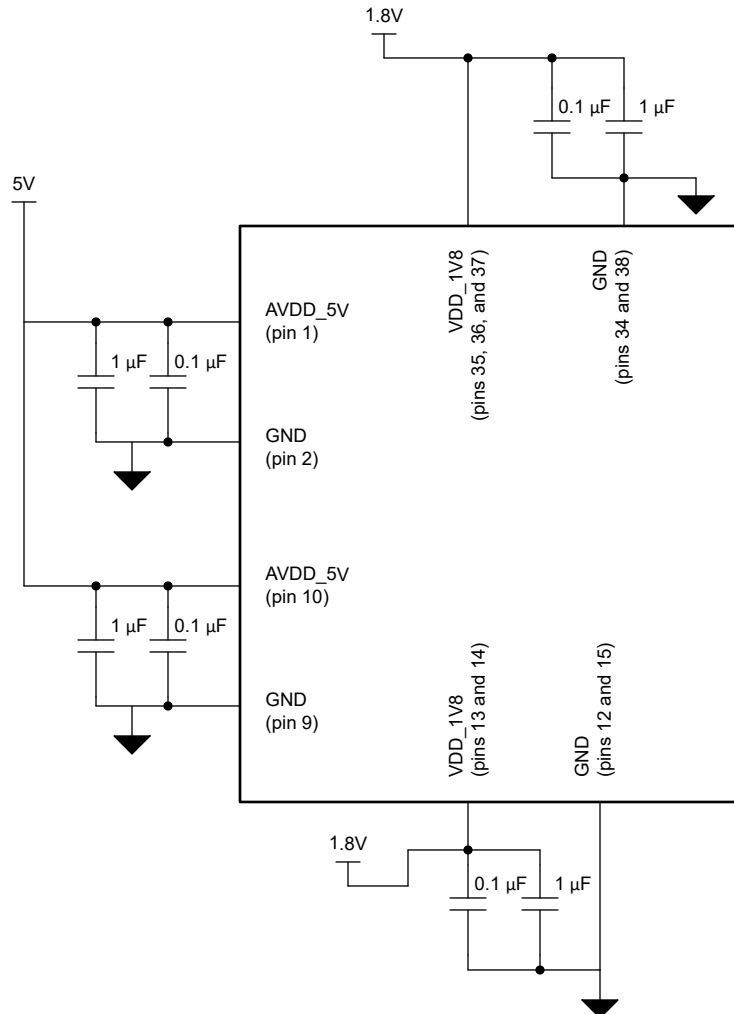 1.8V
0.1 µF
1 µF
5V
VDD_1V8
(pins 35, 36, and 37)
GND
(pins 34 and 38)
AVDD_5V
(pin 1)
1 µF
0.1 µF
GND
(pin 2)
AVDD_5V
(pin 10)
1 µF
0.1 µF
GND
(pin 9)
VDD_1V8
(pins 13 and 14)
GND
(pins 12 and 15)
1.8V
0.1 µF
1 µF